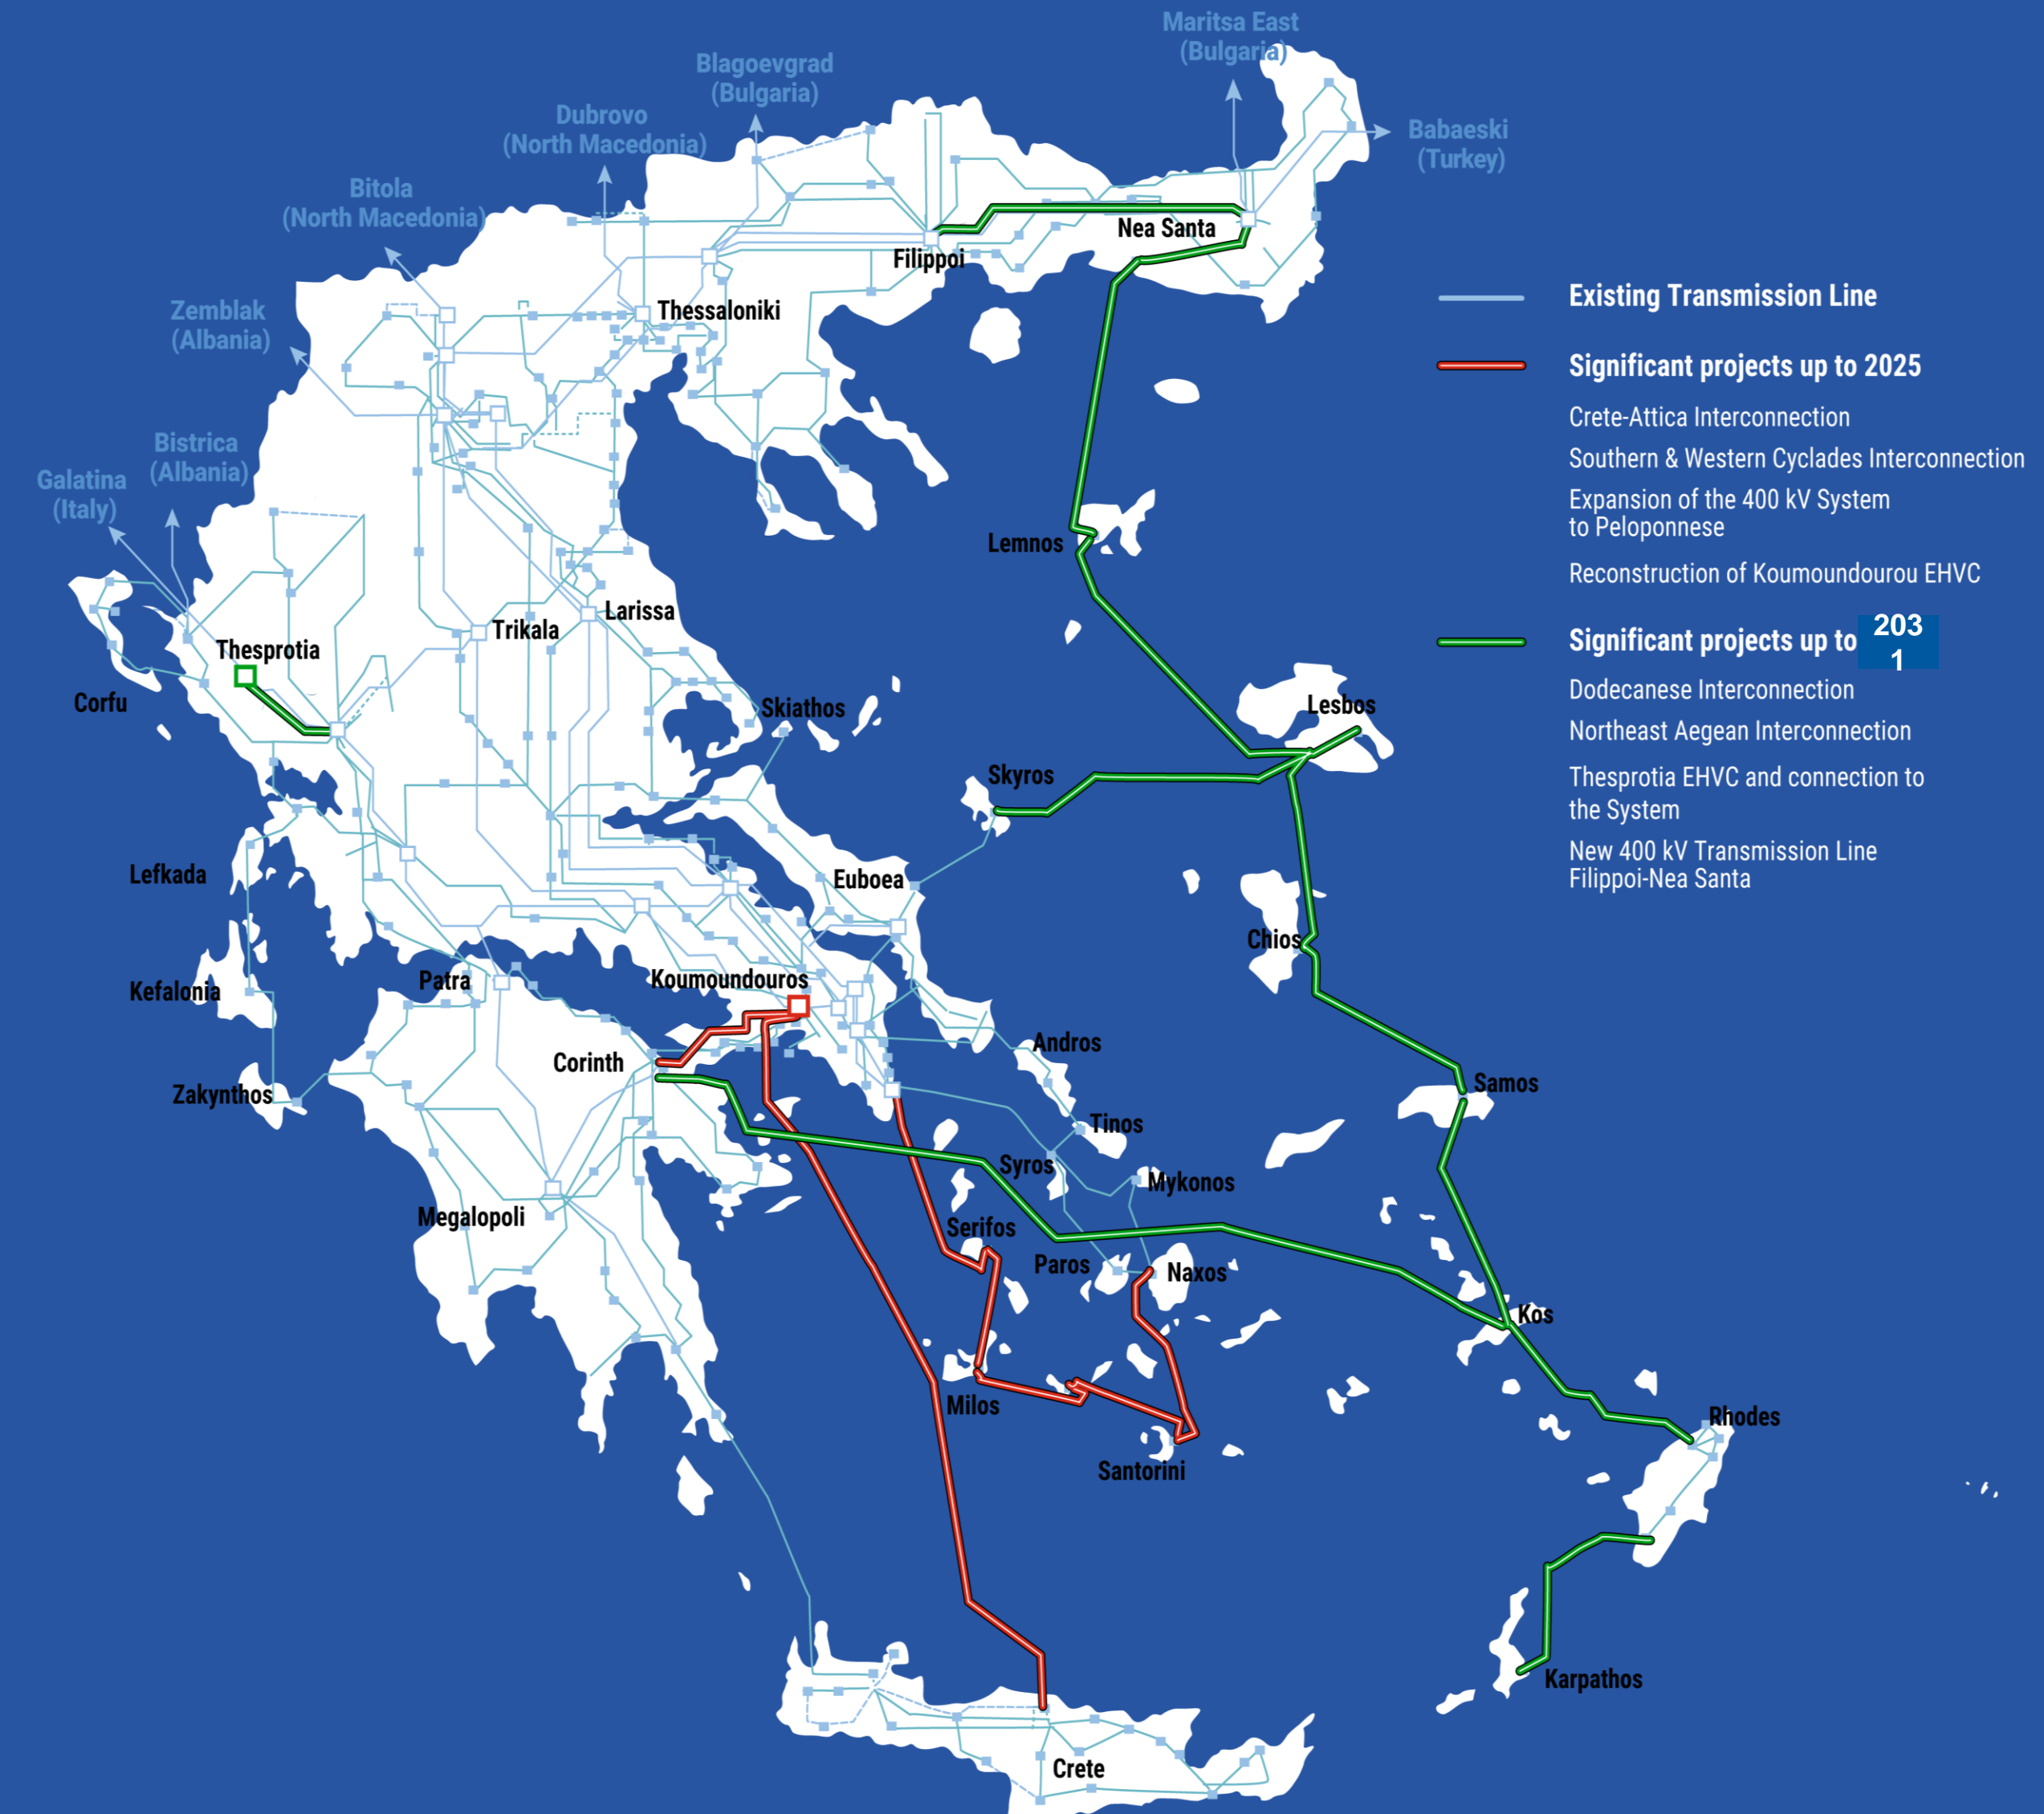 Maritsa East
(Bulgaria)
Blagoevgrad
(Bulgaria)
Dubrovo
(North Macedonia)
Babaeski
(Turkey)
Bitola
(North Macedonia)
Zemblak
(Albania)
Bistrica
(Albania)
Galatina
(Italy)
Nea Santa
Filippoi
Thessaloniki
Lemnos
Larissa
Trikala
Thesprotia
Corfu
Skiathos
Lesbos
Skyros
Lefkada
Euboea
Chios
Kefalonia
Patra
Koumoundouros
Andros
Corinth
Samos
Zakynthos
Tinos
Syros
Mykonos
Megalopoli
Serifos
Paros
Naxos
Kos
Milos
Rhodes
Santorini
Karpathos
Crete
Existing Transmission Line
Significant projects up to 2025
Crete-Attica Interconnection
Southern & Western Cyclades Interconnection
Expansion of the 400 kV System
to Peloponnese
Reconstruction of Koumoundourou EHVC
Significant projects up to 203
1
Dodecanese Interconnection
Northeast Aegean Interconnection
Thesprotia EHVC and connection to
the System
New 400 kV Transmission Line
Filippoi-Nea Santa